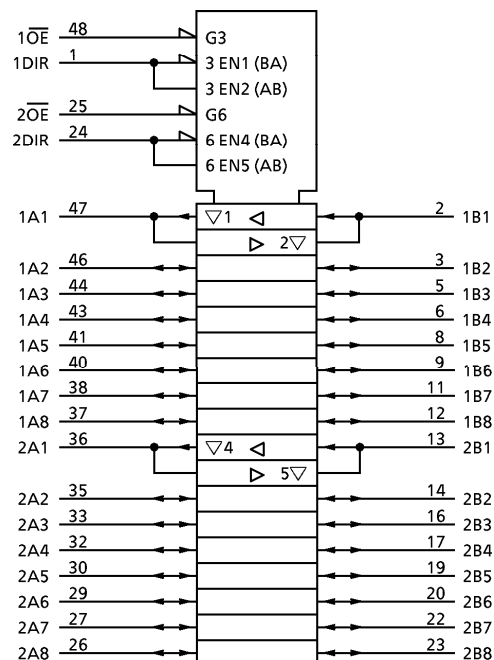 1OE 48 G3
1DIR 1 3 EN1 (BA)
3 EN2 (AB)
2OE 25 G6
2DIR 24 6 EN4 (BA)
6 EN5 (AB)
1A1 47 ▽1 ◁ 2 1B1
▷ 2▽
1A2 46 3 1B2
1A3 44 5 1B3
1A4 43 6 1B4
1A5 41 8 1B5
1A6 40 9 1B6
1A7 38 11 1B7
1A8 37 12 1B8
2A1 36 ▽4 ◁ 13 2B1
▷ 5▽
2A2 35 14 2B2
2A3 33 16 2B3
2A4 32 17 2B4
2A5 30 19 2B5
2A6 29 20 2B6
2A7 27 22 2B7
2A8 26 23 2B8